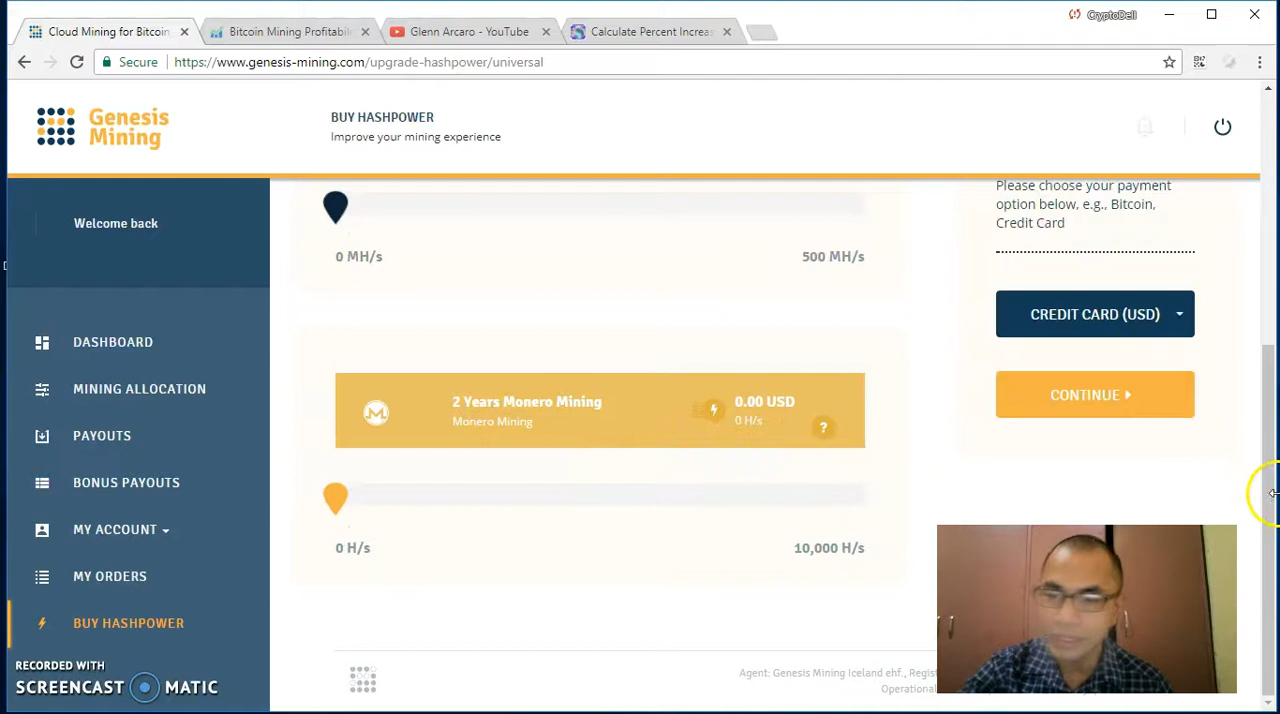 Cloud Mining for Bitcoin
Bitcoin Mining Profitabil
Glenn Arcaro - YouTube
Calculate Percent Increas
CryptoDell
Secure
https://www.genesis-mining.com/upgrade-hashpower/universal
Genesis
Mining
BUY HASHPOWER
Improve your mining experience
Welcome back
DASHBOARD
MINING ALLOCATION
PAYOUTS
BONUS PAYOUTS
MY ACCOUNT
MY ORDERS
BUY HASHPOWER
RECORDED WITH
SCREENCAST MATIC
0 MH/s
500 MH/s
2 Years Monero Mining
Monero Mining
0.00 USD
0 H/s
?
0 H/s
10,000 H/s
Please choose your payment
option below, e.g., Bitcoin,
Credit Card
CREDIT CARD (USD)
CONTINUE
Agent: Genesis Mining Iceland ehf., Regist
Operational